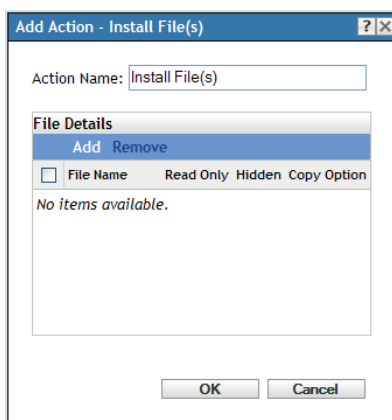 Add Action - Install File(s) ? X
Action Name: Install File(s)
File Details
Add Remove
File Name Read Only Hidden Copy Option
No items available.
OK Cancel